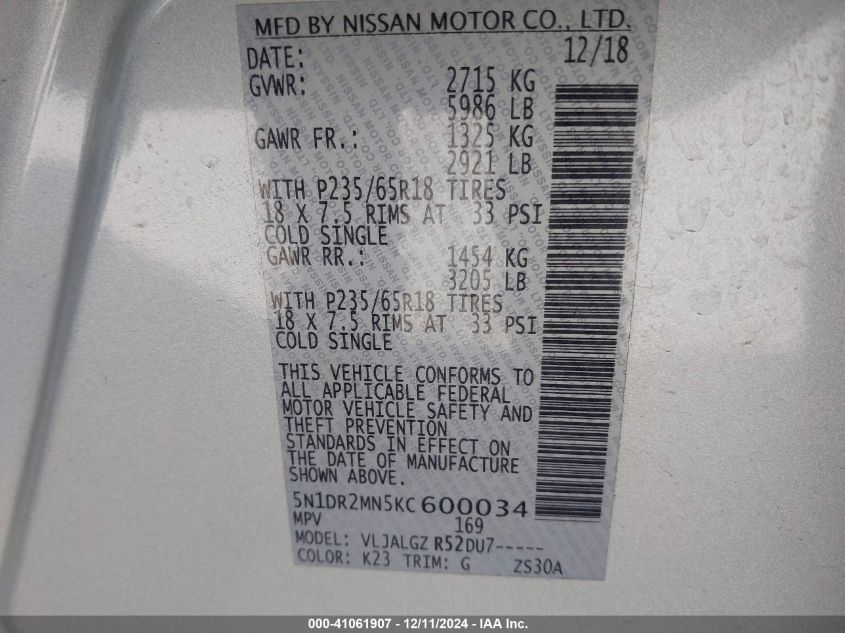 MFD BY NISSAN MOTOR CO., LTD.
DATE: 12/18
GVWR: 2715 KG
5986 LB
GAWR FR.: 1325 KG
2921 LB
WITH P235/65R18 TIRES
18 X 7.5 RIMS AT 33 PSI
COLD SINGLE
GAWR RR.: 1454 KG
3205 LB
WITH P235/65R18 TIRES
18 X 7.5 RIMS AT 33 PSI
COLD SINGLE
THIS VEHICLE CONFORMS TO
ALL APPLICABLE FEDERAL
MOTOR VEHICLE SAFETY AND
THEFT PREVENTION
STANDARDS IN EFFECT ON
THE DATE OF MANUFACTURE
SHOWN ABOVE.
5N1DR2MN5KC600034
MPV 169
MODEL: VLJALGZ R52DU7-----
COLOR: K23 TRIM: G ZS30A
000-41061907 - 12/11/2024 - IAA Inc.